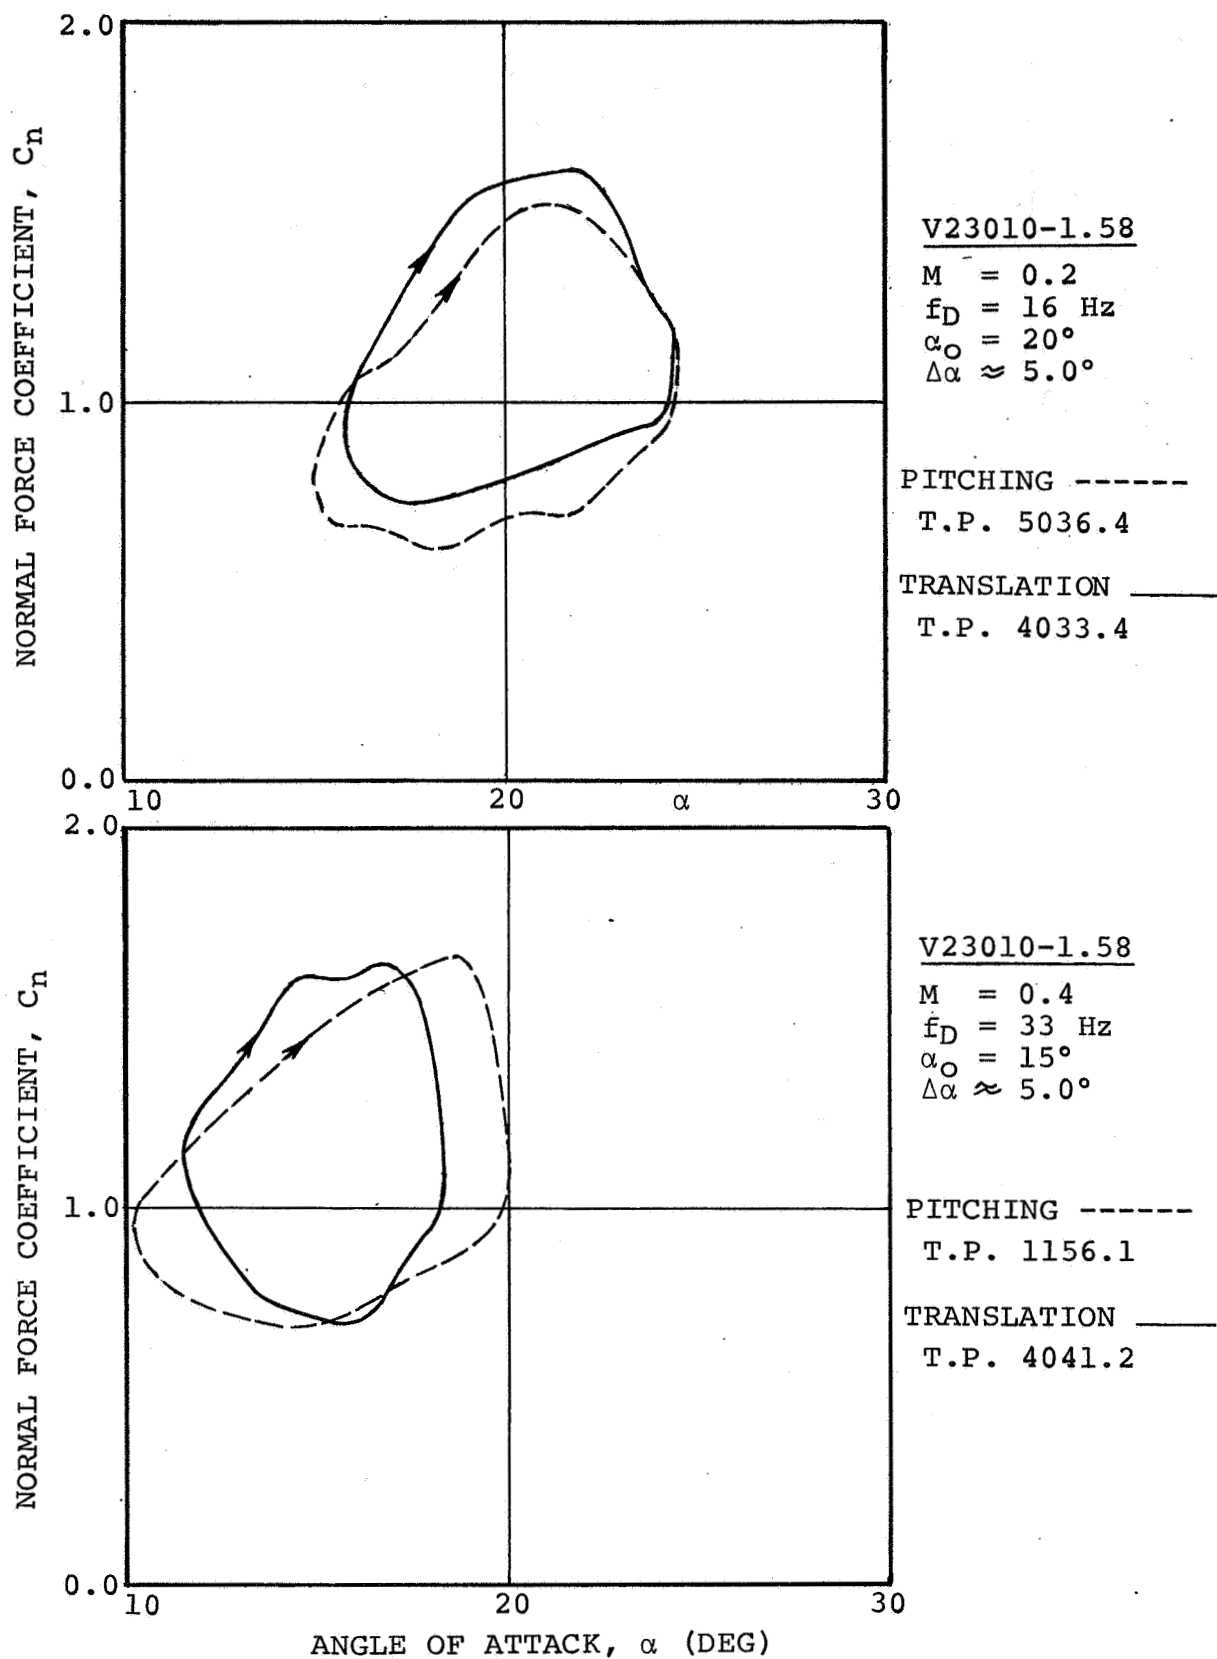 2.0
1.0
0.0
NORMAL FORCE COEFFICIENT, Cn
10 20 α 30
V23010-1.58
M = 0.2
fD = 16 Hz
αo = 20°
Δα ≈ 5.0°
PITCHING ------
T.P. 5036.4
TRANSLATION ____
T.P. 4033.4
2.0
1.0
0.0
NORMAL FORCE COEFFICIENT, Cn
10 20 30
ANGLE OF ATTACK, α (DEG)
V23010-1.58
M = 0.4
fD = 33 Hz
αo = 15°
Δα ≈ 5.0°
PITCHING ------
T.P. 1156.1
TRANSLATION ____
T.P. 4041.2